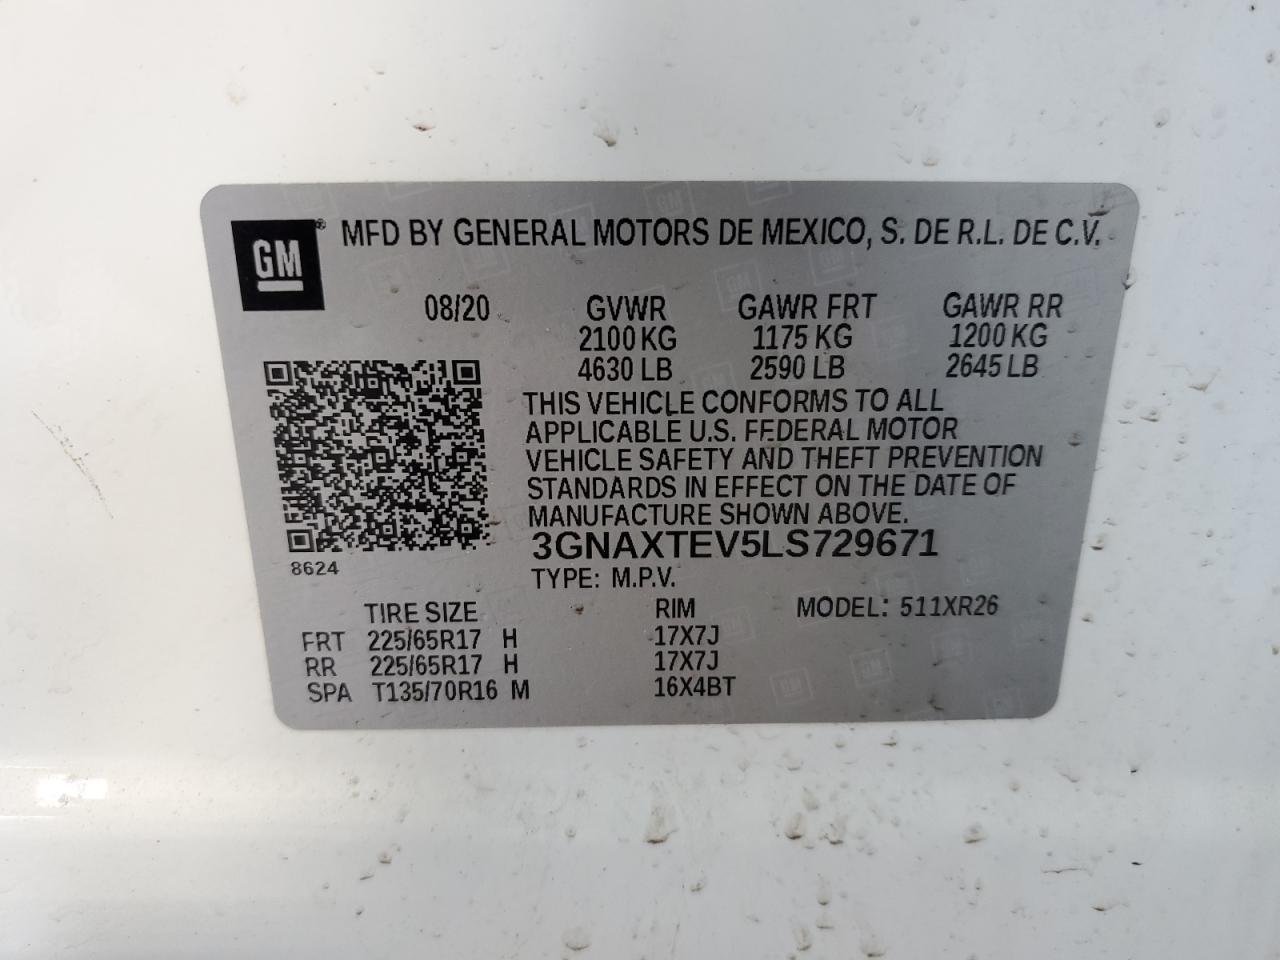 GM® MFD BY GENERAL MOTORS DE MEXICO, S. DE R.L. DE C.V.
08/20 GVWR GAWR FRT GAWR RR
2100 KG 1175 KG 1200 KG
4630 LB 2590 LB 2645 LB
THIS VEHICLE CONFORMS TO ALL
APPLICABLE U.S. FEDERAL MOTOR
VEHICLE SAFETY AND THEFT PREVENTION
STANDARDS IN EFFECT ON THE DATE OF
MANUFACTURE SHOWN ABOVE.
3GNAXTEV5LS729671
8624
TYPE: M.P.V.
TIRE SIZE RIM MODEL: 511XR26
FRT 225/65R17 H 17X7J
RR 225/65R17 H 17X7J
SPA T135/70R16 M 16X4BT